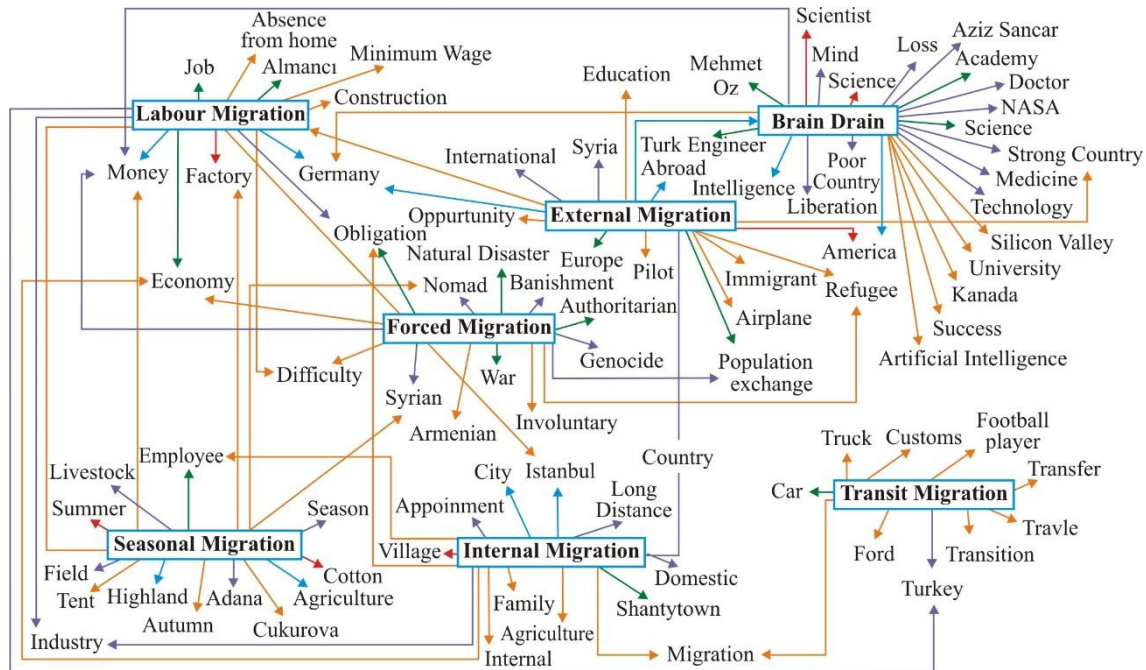 Absence
from home
Job
Almancı
Minimum Wage
Labour Migration
Construction
Money
Factory
Germany
Economy
Obligation
Education
International
Syria
Abroad
External Migration
Oppurtunity
Europe
Pilot
Immigrant
Airplane
Refugee
America
Population
exchange
Scientist
Mehmet
Oz
Mind
Science
Loss
Aziz Sancar
Academy
Doctor
NASA
Brain Drain
Turk Engineer
Intelligence
Liberation
Poor
Country
Science
Strong Country
Medicine
Technology
Silicon Valley
University
Kanada
Success
Artificial Intelligence
Natural Disaster
Nomad
Banishment
Authoritarian
Forced Migration
Genocide
Difficulty
War
Syrian
Armenian
Involuntary
Livestock
Employee
Summer
Season
Seasonal Migration
Field
Tent
Highland
Autumn
Adana
Cukurova
Agriculture
Cotton
Industry
City
Istanbul
Country
Appoinment
Long
Distance
Village
Internal Migration
Domestic
Shantytown
Family
Agriculture
Internal
Migration
Truck
Customs
Football
player
Transfer
Car
Transit Migration
Travle
Ford
Transition
Turkey